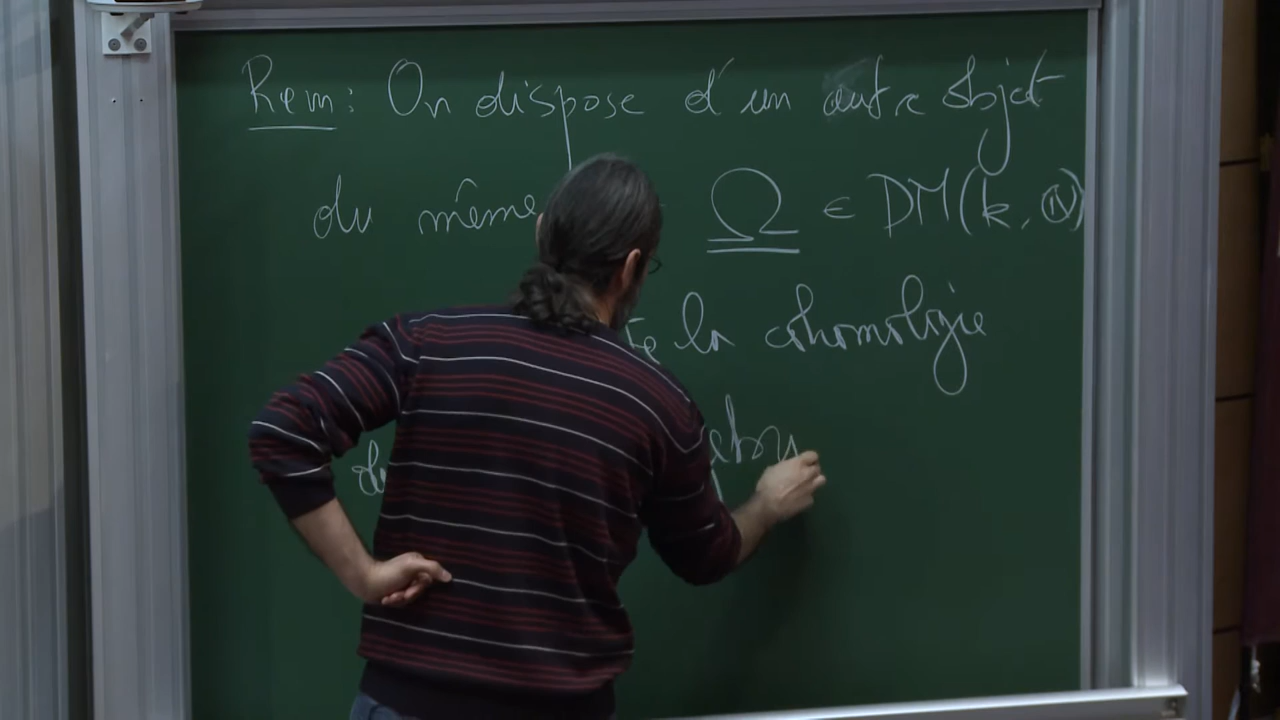 Rem: On dispose d'un autre objet
du même Ω ∈ DM(k, Q)
la cohomologie